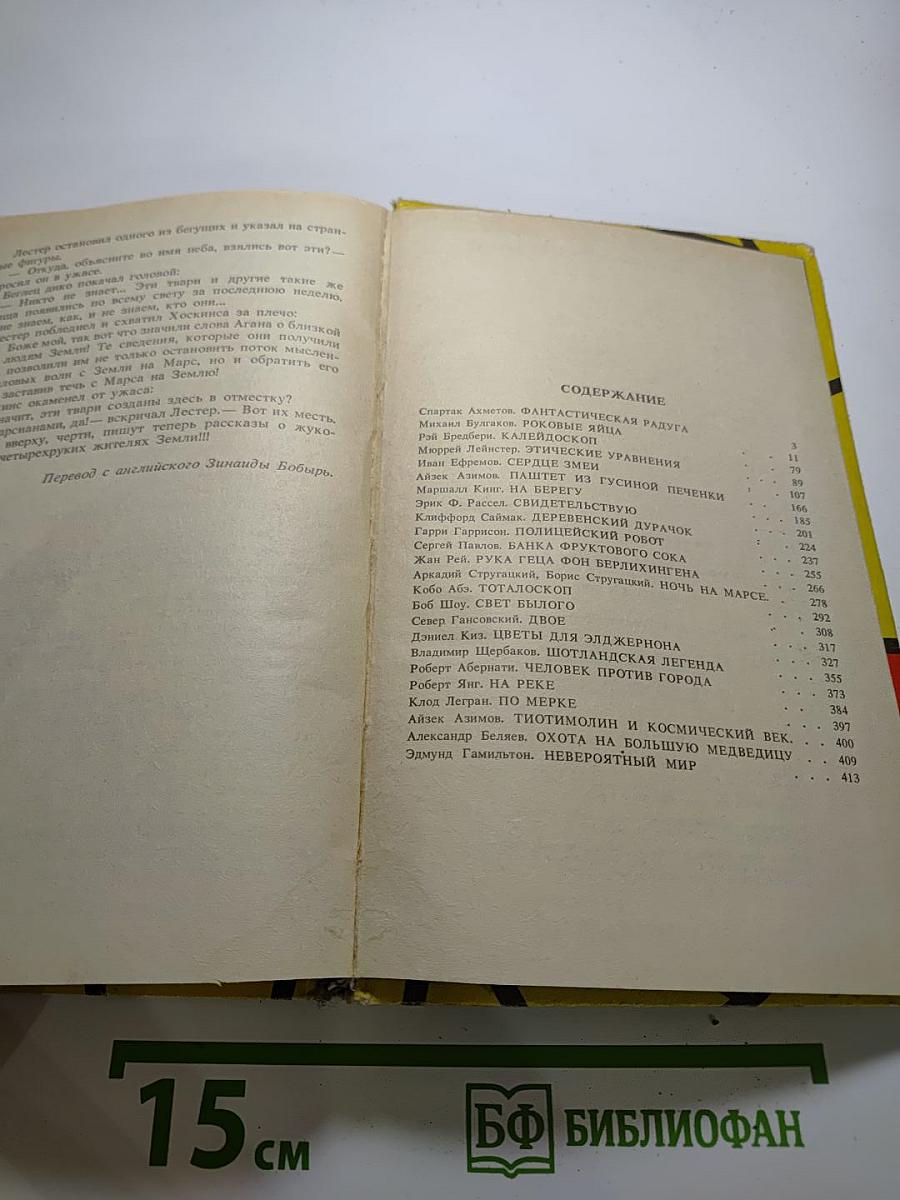 Лестер остановил одного из бегущих и указал на стран-
ые фигуры.
— Откуда, объясните во имя неба, взялись вот эти?—
росил он в ужасе.
Беглец дико покачал головой:
— Никто не знает... Эти твари и другие такие же
ища появились по всему свету за последнюю неделю,
не знаем, как, и не знаем, кто они...
естер побледнел и схватил Хоскинса за плечо:
Боже мой, так вот что значили слова Агана о близкой
людям Земли! Те сведения, которые они получили
позволили им не только остановить поток мыслен-
ловых волн с Земли на Марс, но и обратить его
заставив течь с Марса на Землю!
кинс окаменел от ужаса:
начит, эти твари созданы здесь в отместку?
арсианами, да!— вскричал Лестер.— Вот их месть.
вверху, черти, пишут теперь рассказы о жуко-
четырехруких жителях Земли!!!
Перевод с английского Зинаиды Бобырь.
СОДЕРЖАНИЕ
Спартак Ахметов. ФАНТАСТИЧЕСКАЯ РАДУГА 3
Михаил Булгаков. РОКОВЫЕ ЯЙЦА . . 11
Рэй Бредбери. КАЛЕЙДОСКОП . . 79
Мюррей Лейнстер. ЭТИЧЕСКИЕ УРАВНЕНИЯ . . . 89
Иван Ефремов. СЕРДЦЕ ЗМЕИ . . 107
Айзек Азимов. ПАШТЕТ ИЗ ГУСИНОЙ ПЕЧЕНКИ . . 166
Маршалл Кинг. НА БЕРЕГУ . . . 185
Эрик Ф. Рассел. СВИДЕТЕЛЬСТВУЮ . . . 201
Клиффорд Саймак. ДЕРЕВЕНСКИЙ ДУРАЧОК . . . 224
Гарри Гаррисон. ПОЛИЦЕЙСКИЙ РОБОТ . . . 237
Сергей Павлов. БАНКА ФРУКТОВОГО СОКА . . . 255
Жан Рей. РУКА ГЕЦА ФОН БЕРЛИХИНГЕНА . . . 266
Аркадий Стругацкий, Борис Стругацкий. НОЧЬ НА МАРСЕ. . 278
Кобо Абэ. ТОТАЛОСКОП . . . 292
Боб Шоу. СВЕТ БЫЛОГО . . 308
Север Гансовский. ДВОЕ . . . 317
Дэниел Киз. ЦВЕТЫ ДЛЯ ЭЛДЖЕРНОНА . . . 327
Владимир Щербаков. ШОТЛАНДСКАЯ ЛЕГЕНДА . . . 355
Роберт Абернати. ЧЕЛОВЕК ПРОТИВ ГОРОДА . . 373
Роберт Янг. НА РЕКЕ . . 384
Клод Легран. ПО МЕРКЕ . . . 397
Айзек Азимов. ТИОТИМОЛИН И КОСМИЧЕСКИЙ ВЕК. . . 400
Александр Беляев. ОХОТА НА БОЛЬШУЮ МЕДВЕДИЦУ . . 409
Эдмунд Гамильтон. НЕВЕРОЯТНЫЙ МИР . . . 413
15 см
БФ БИБЛИОФАН